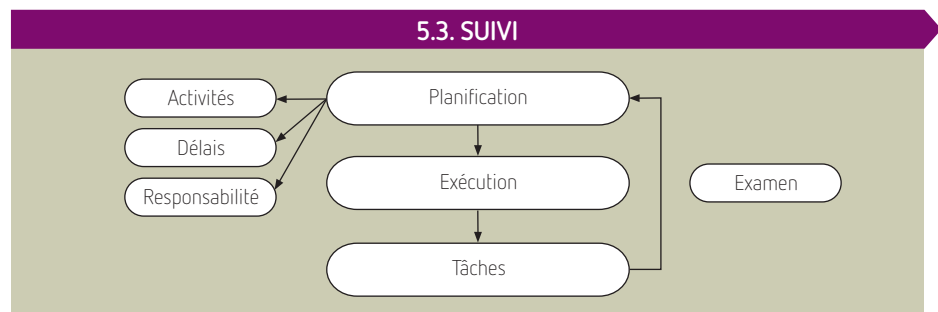 5.3. SUIVI
Activités
Planification
Délais
Exécution
Responsabilité
Examen
Tâches